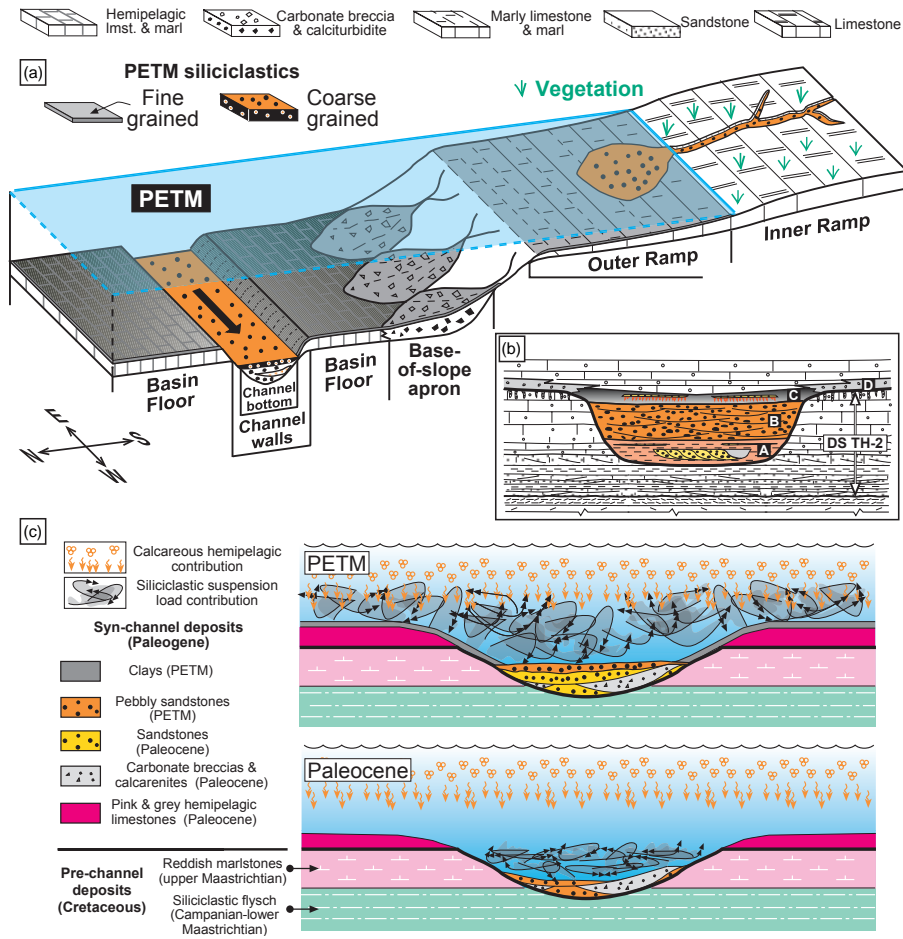 Hemipelagic
lmst. & marl
Carbonate breccia
& calciturbidite
Marly limestone
& marl
Sandstone
Limestone
(a)
PETM siliciclastics
Fine
grained
Coarse
grained
Vegetation
PETM
Inner Ramp
Outer Ramp
Base-
of-slope
apron
Basin
Floor
Channel
bottom
Channel
walls
Basin
Floor
N
E
S
W
(b)
A
B
C
D
DS TH-2
(c)
Calcareous hemipelagic
contribution
Siliciclastic suspension
load contribution
Syn-channel deposits
(Paleogene)
Clays (PETM)
Pebbly sandstones
(PETM)
Sandstones
(Paleocene)
Carbonate breccias &
calcarenites (Paleocene)
Pink & grey hemipelagic
limestones (Paleocene)
Pre-channel
deposits
(Cretaceous)
Reddish marlstones
(upper Maastrichtian)
Siliciclastic flysch
(Campanian-lower
Maastrichtian)
PETM
Paleocene